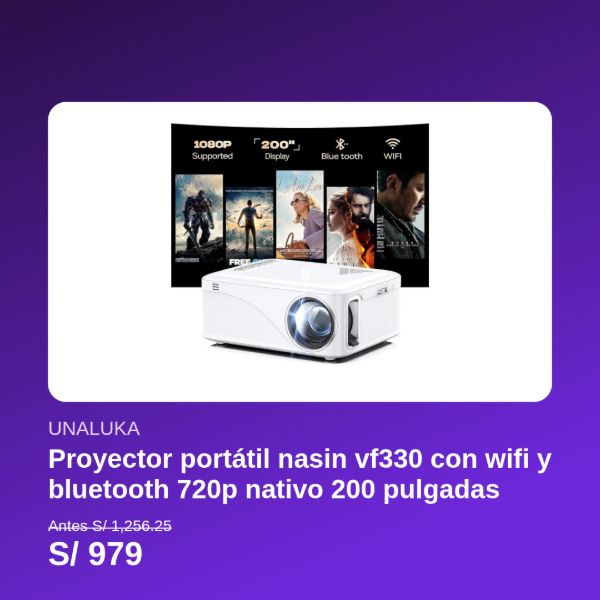 1080P
Supported
200"
Display
Blue tooth
WIFI
UNALUKA
Proyector portátil nasin vf330 con wifi y
bluetooth 720p nativo 200 pulgadas
Antes S/ 1,256.25
S/ 979